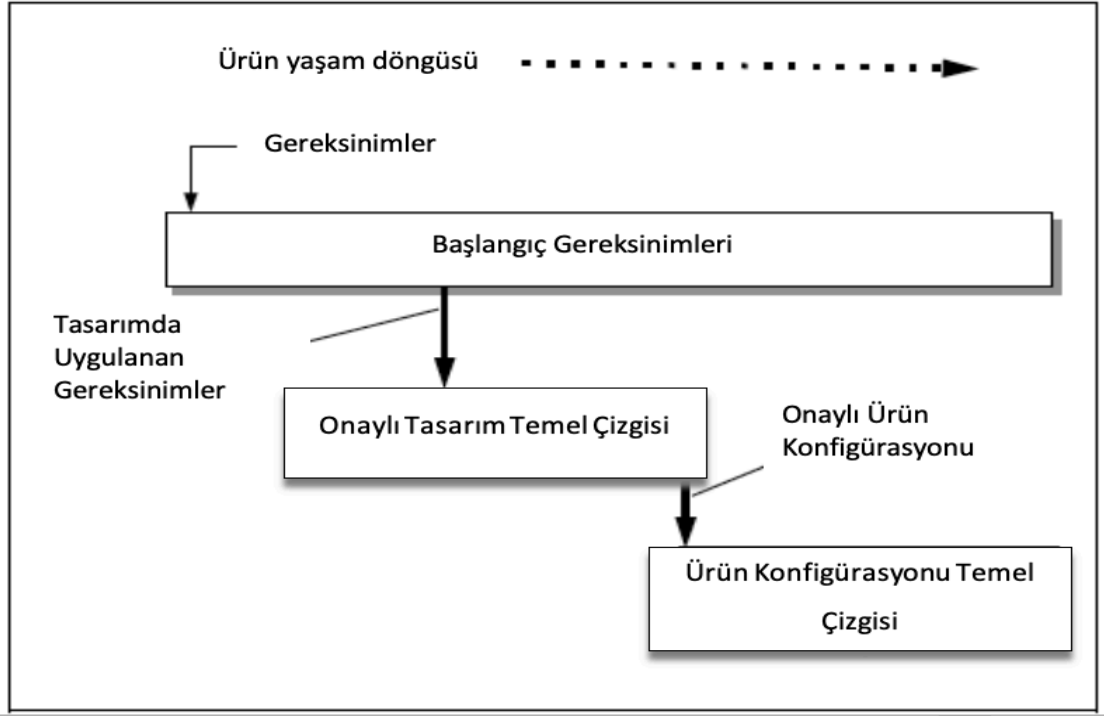 Ürün yaşam döngüsü
Gereksinimler
Başlangıç Gereksinimleri
Tasarımda
Uygulanan
Gereksinimler
Onaylı Tasarım Temel Çizgisi
Onaylı Ürün
Konfigürasyonu
Ürün Konfigürasyonu Temel
Çizgisi